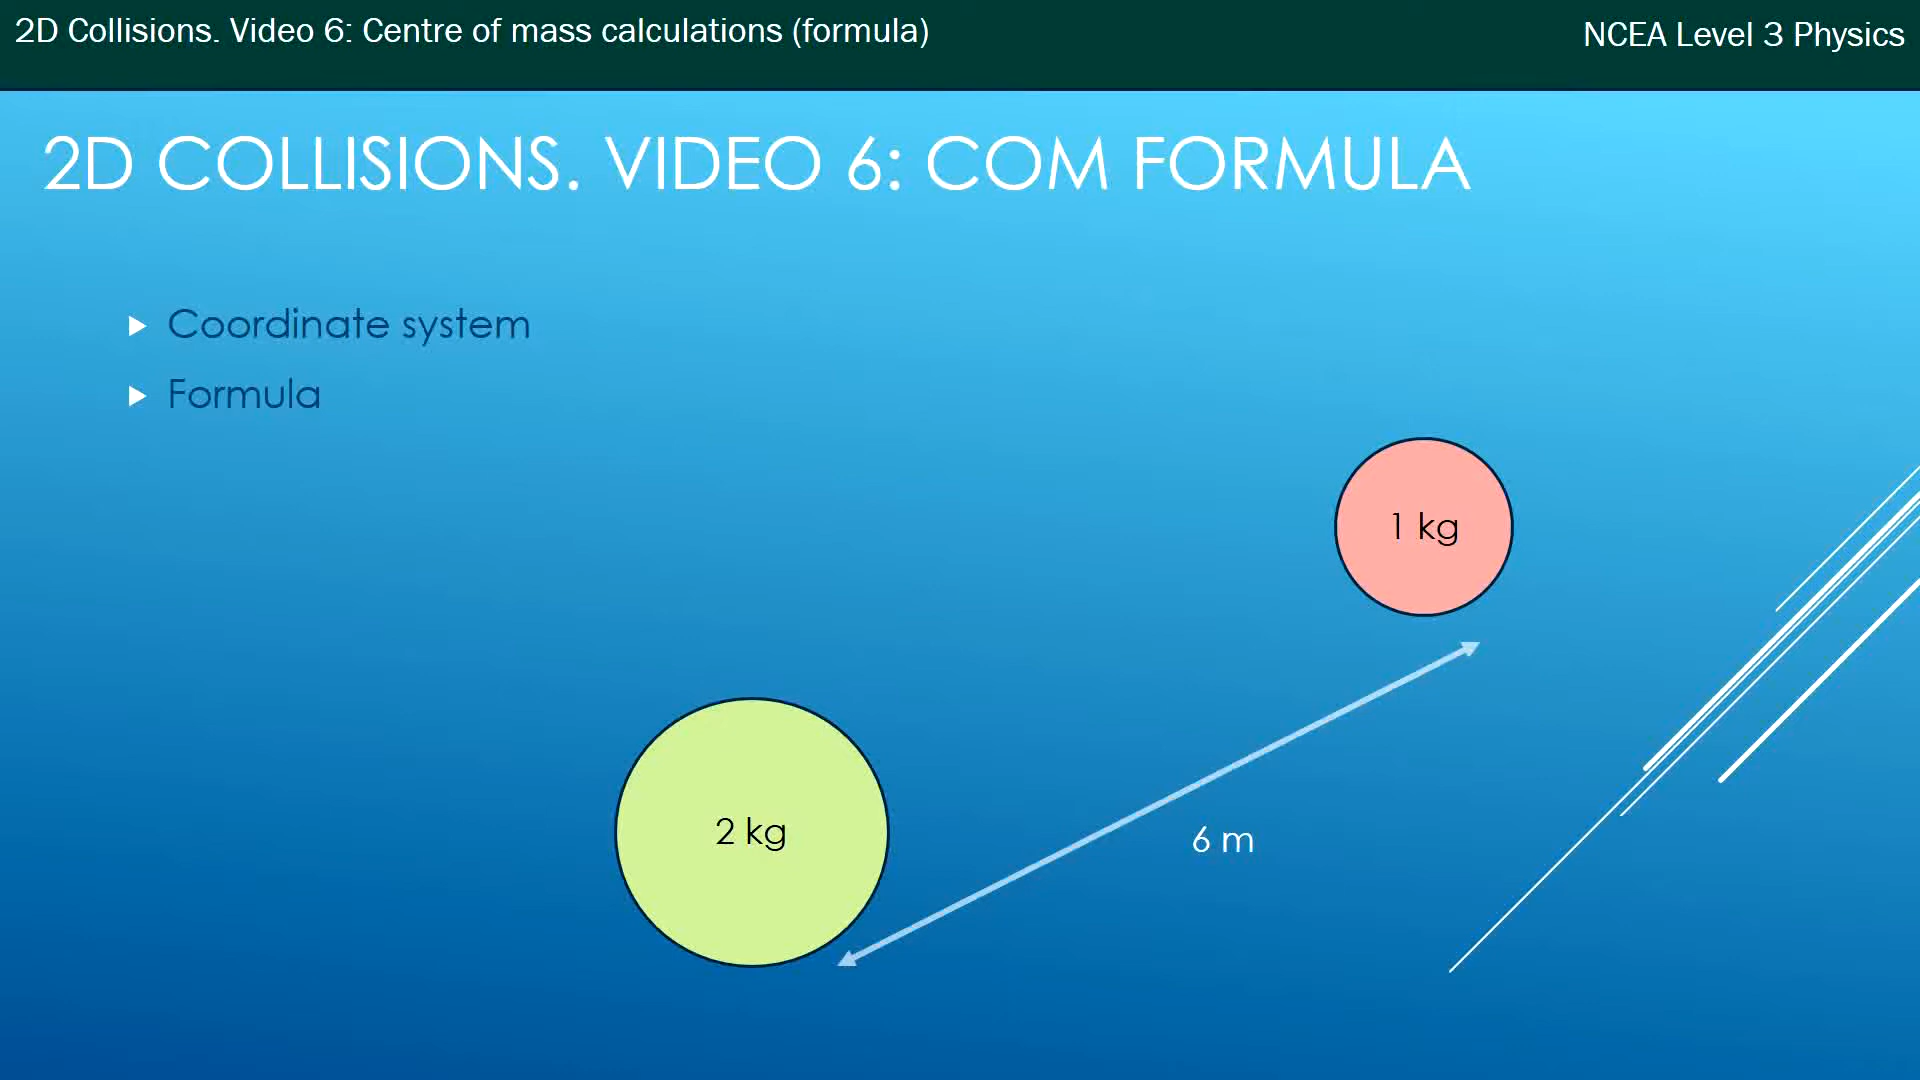 2D Collisions. Video 6: Centre of mass calculations (formula)
NCEA Level 3 Physics
2D COLLISIONS. VIDEO 6: COM FORMULA
Coordinate system
Formula
1 kg
2 kg
6 m